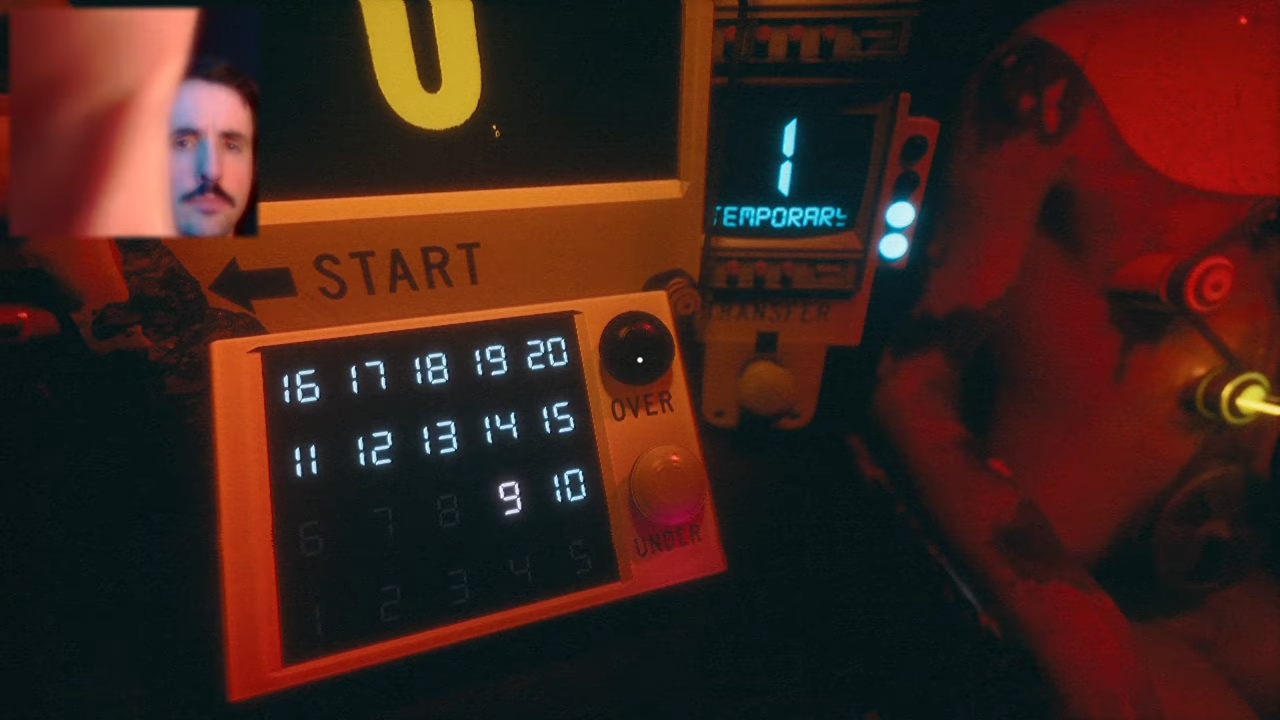 0
1
TEMPORARY
START
TRANSFER
16 17 18 19 20
11 12 13 14 15
6 7 8 9 10
1 2 3 4 5
OVER
UNDER